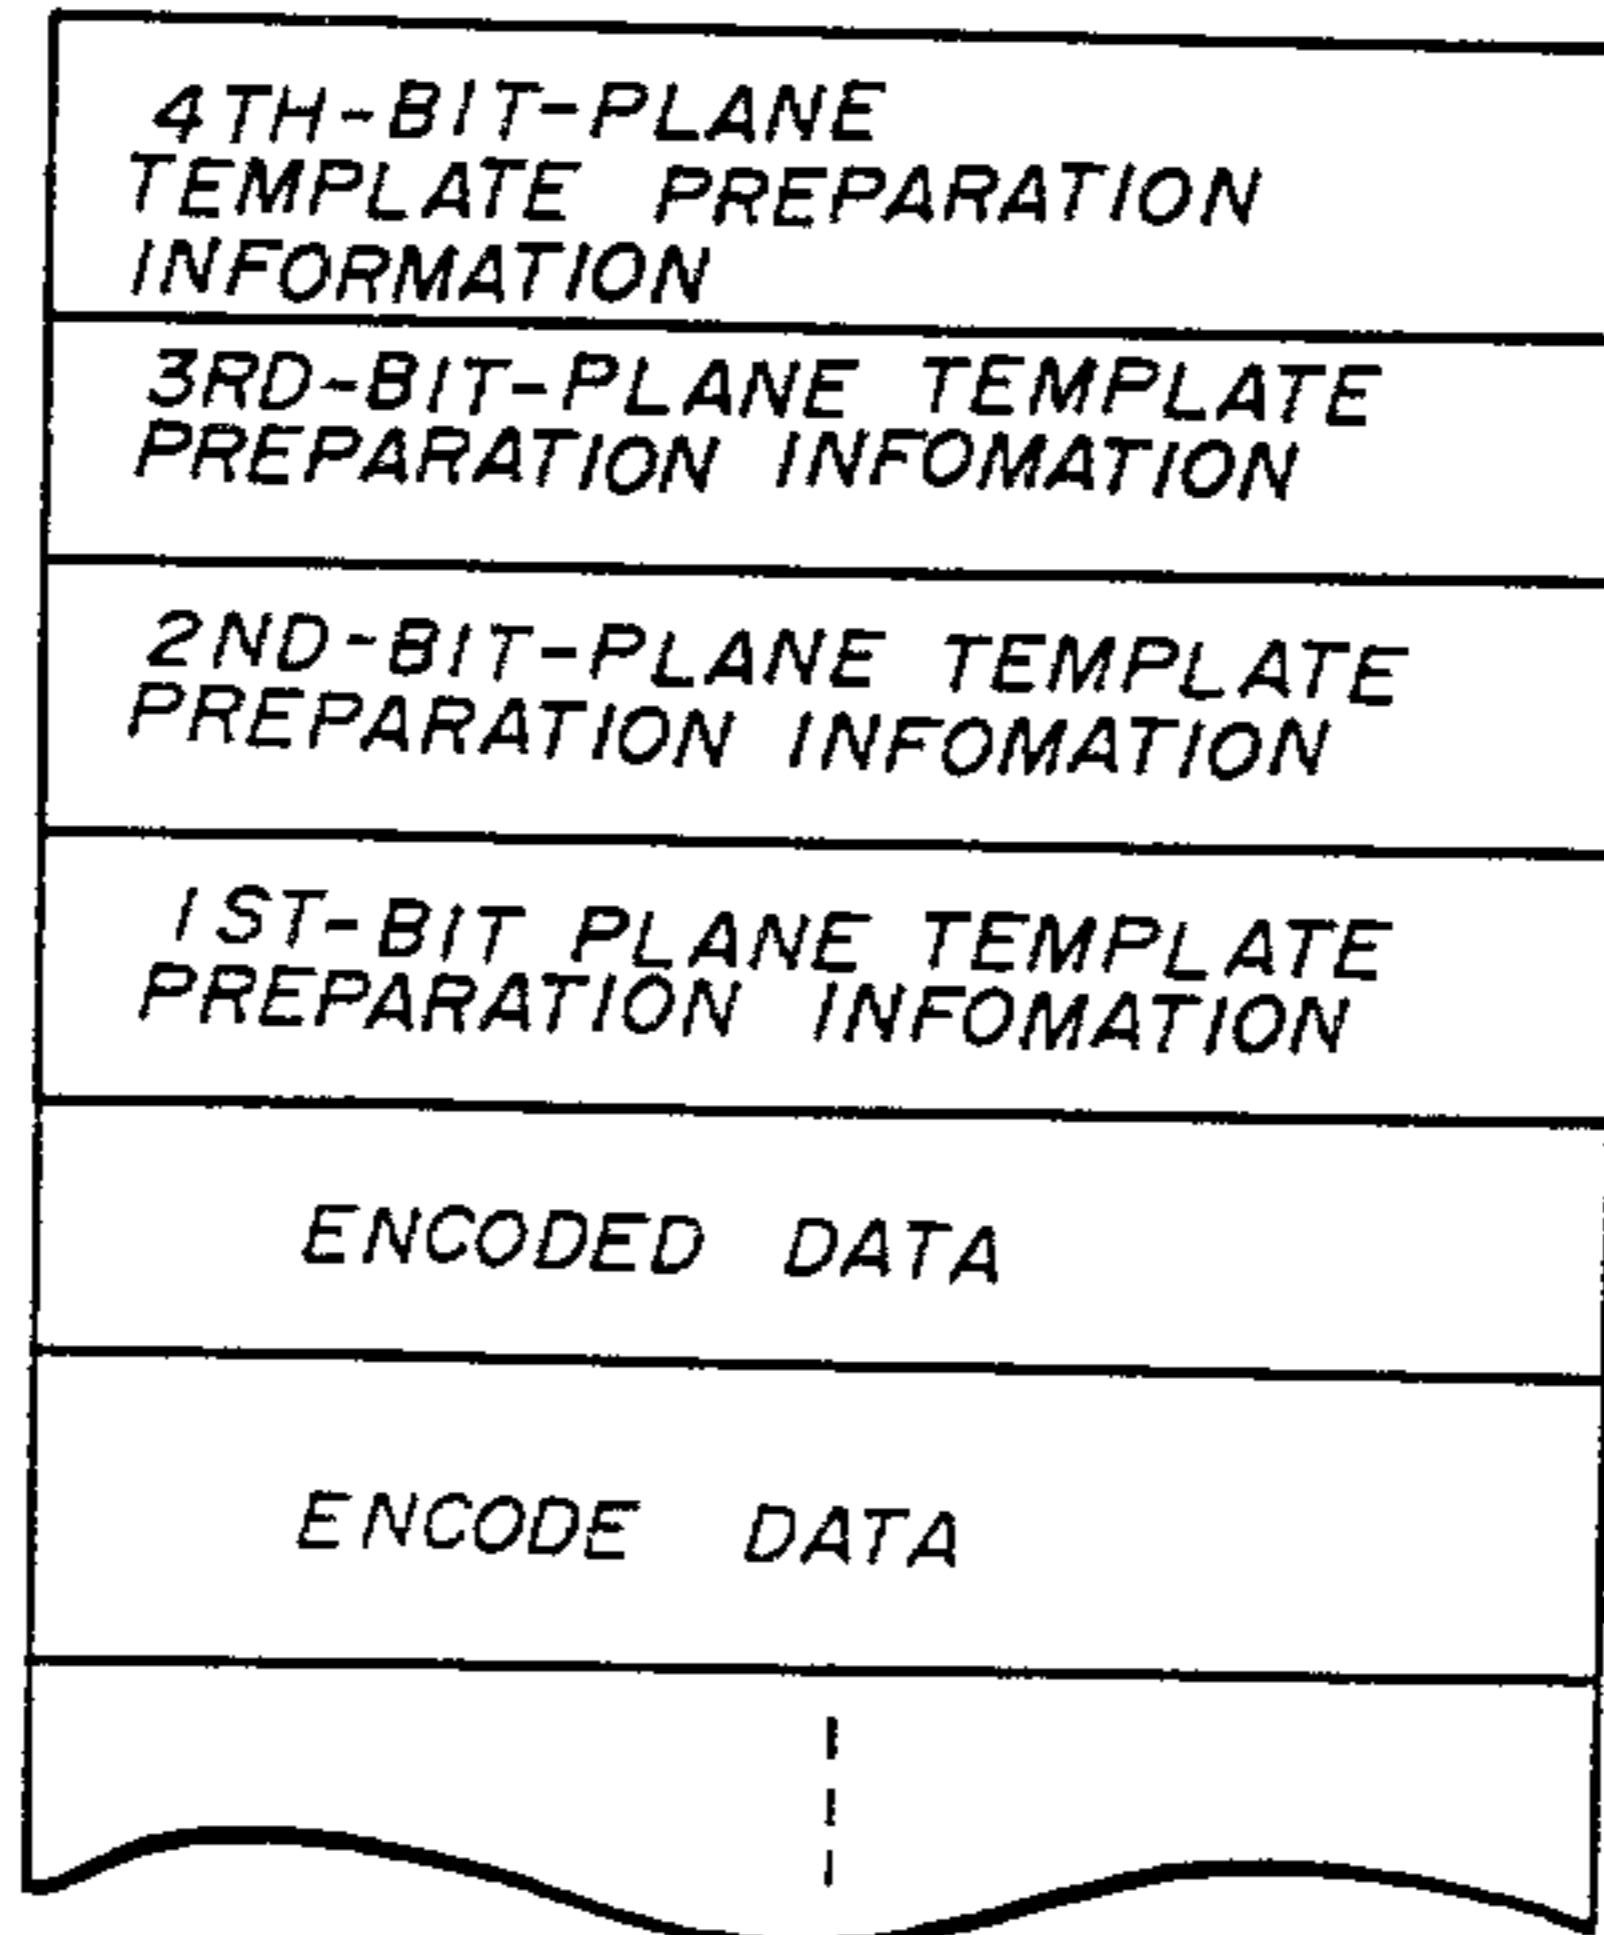 4TH-BIT-PLANE
TEMPLATE PREPARATION
INFORMATION
3RD-BIT-PLANE TEMPLATE
PREPARATION INFOMATION
2ND-BIT-PLANE TEMPLATE
PREPARATION INFOMATION
1ST-BIT PLANE TEMPLATE
PREPARATION INFOMATION
ENCODED DATA
ENCODE DATA